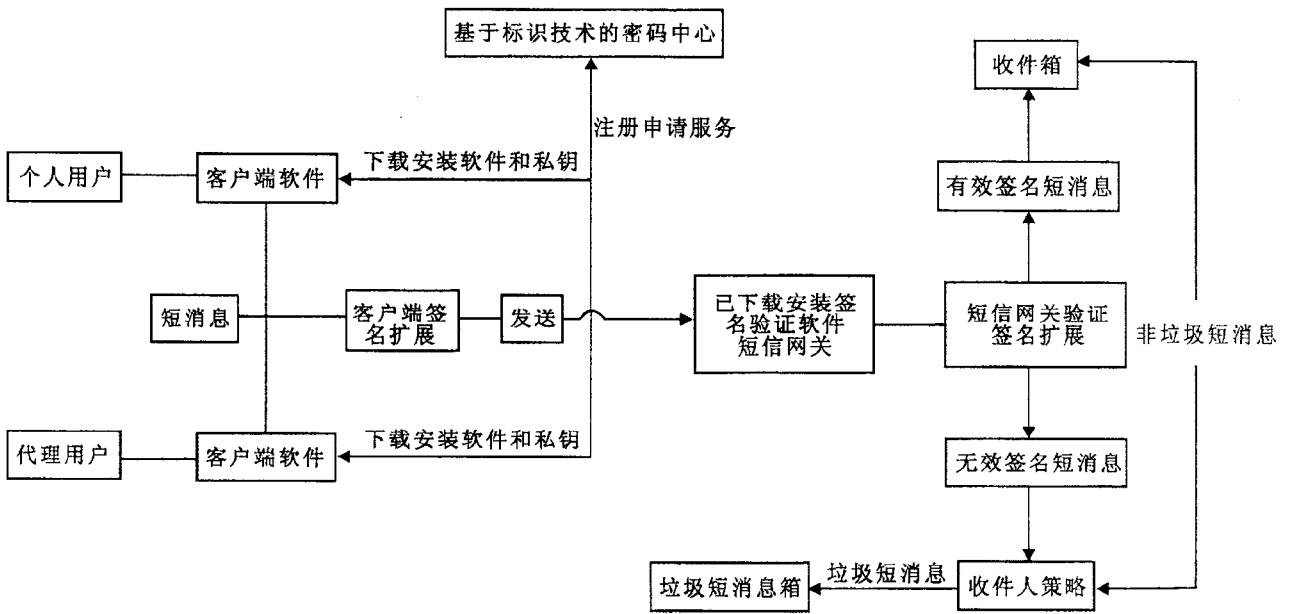 基于标识技术的密码中心
收件箱
注册申请服务
下载安装软件和私钥
个人用户
客户端软件
有效签名短消息
短消息
客户端签
名扩展
发送
已下载安装签
名验证软件
短信网关
短信网关验证
签名扩展
非垃圾短消息
代理用户
客户端软件
下载安装软件和私钥
无效签名短消息
垃圾短消息箱
垃圾短消息
收件人策略